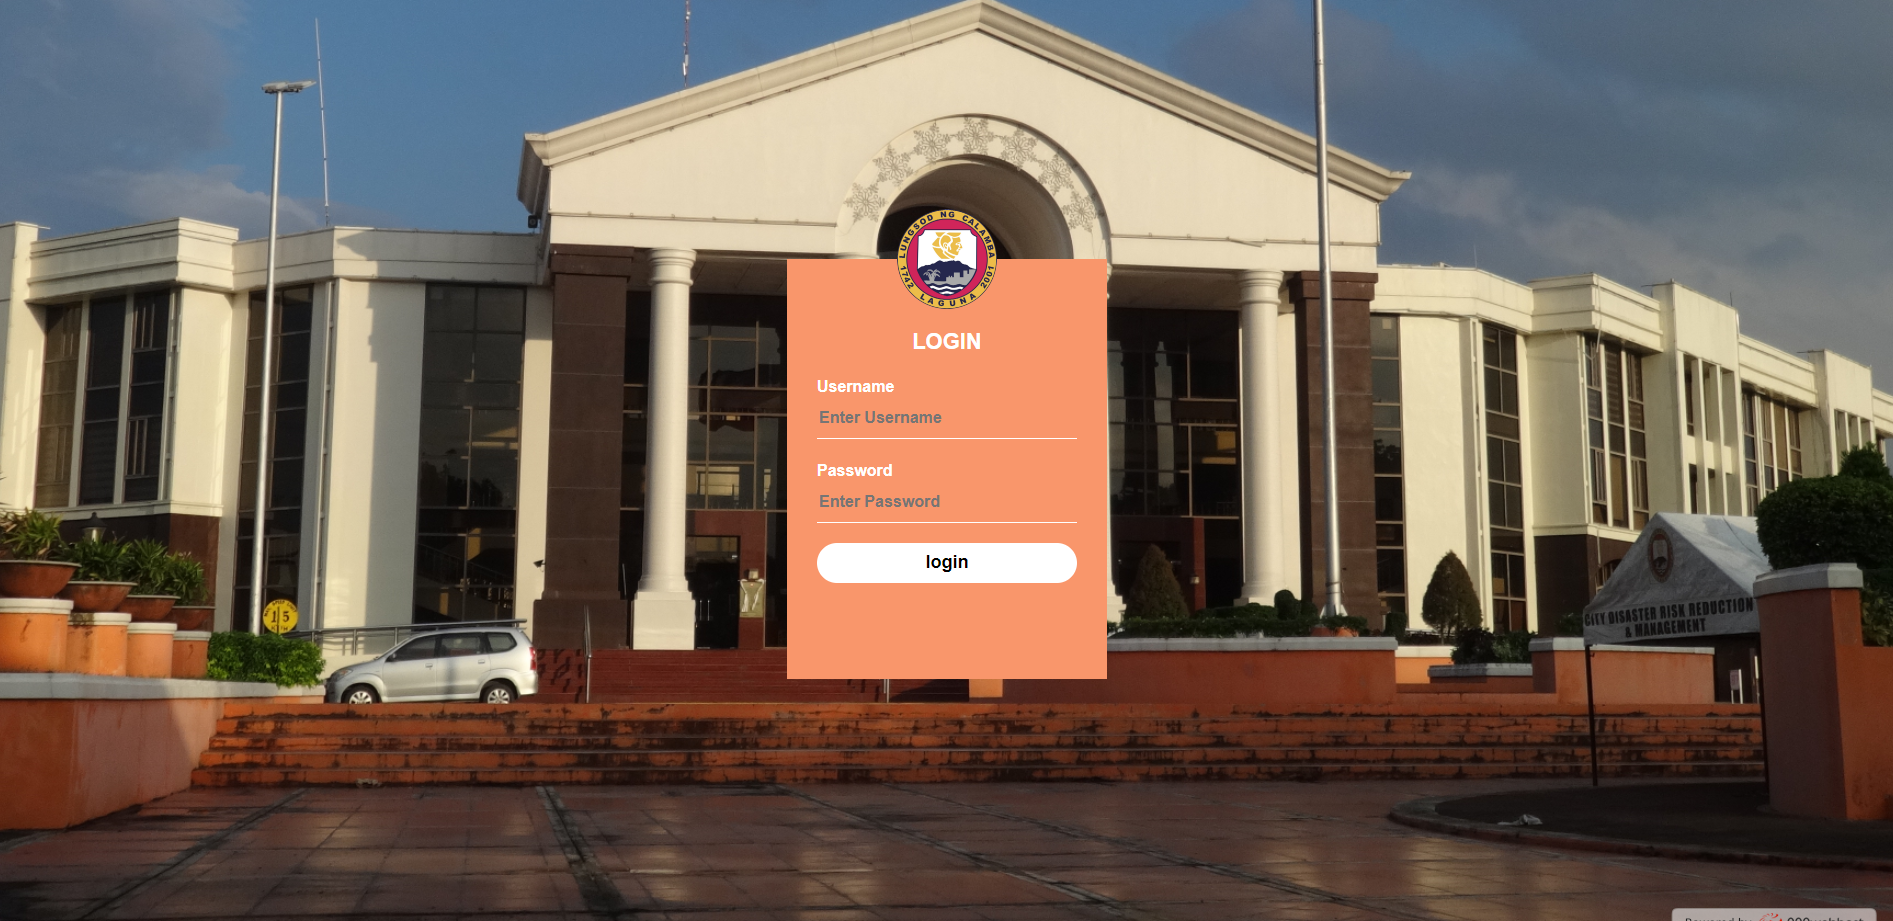 LUNGSOD NG CALAMBA
1742 LAGUNA 2001
LOGIN
Username
Enter Username
Password
Enter Password
login
15
CITY DISASTER RISK REDUCTION
& MANAGEMENT
Powered by 000webhost